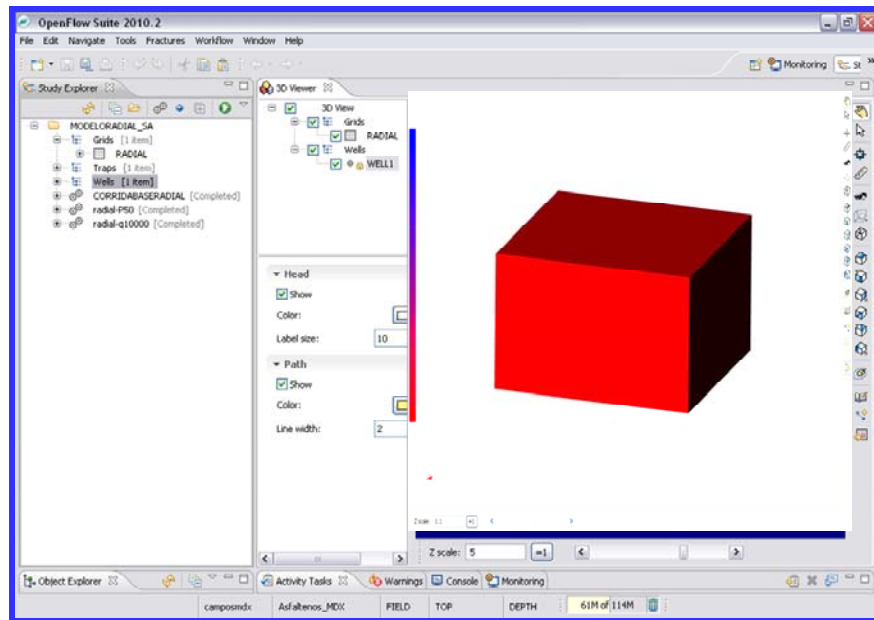 OpenFlow Suite 2010.2
File Edit Navigate Tools Fractures Workflow Window Help
Monitoring St
Study Explorer
MODELORADIAL_SA
Grids [1 item]
RADIAL
Traps [1 item]
Wells [1 item]
CORRIDABASERADIAL [Completed]
radial-P50 [Completed]
radial-q10000 [Completed]
3D Viewer
3D View
Grids
RADIAL
Wells
WELL1
Head
Show
Color:
Label size: 10
Path
Show
Color:
Line width: 2
Z scale: 5 =1
Object Explorer
Activity Tasks Warnings Console Monitoring
camposmdx Asfaltenos_MDX FIELD TOP DEPTH 61M of 114M